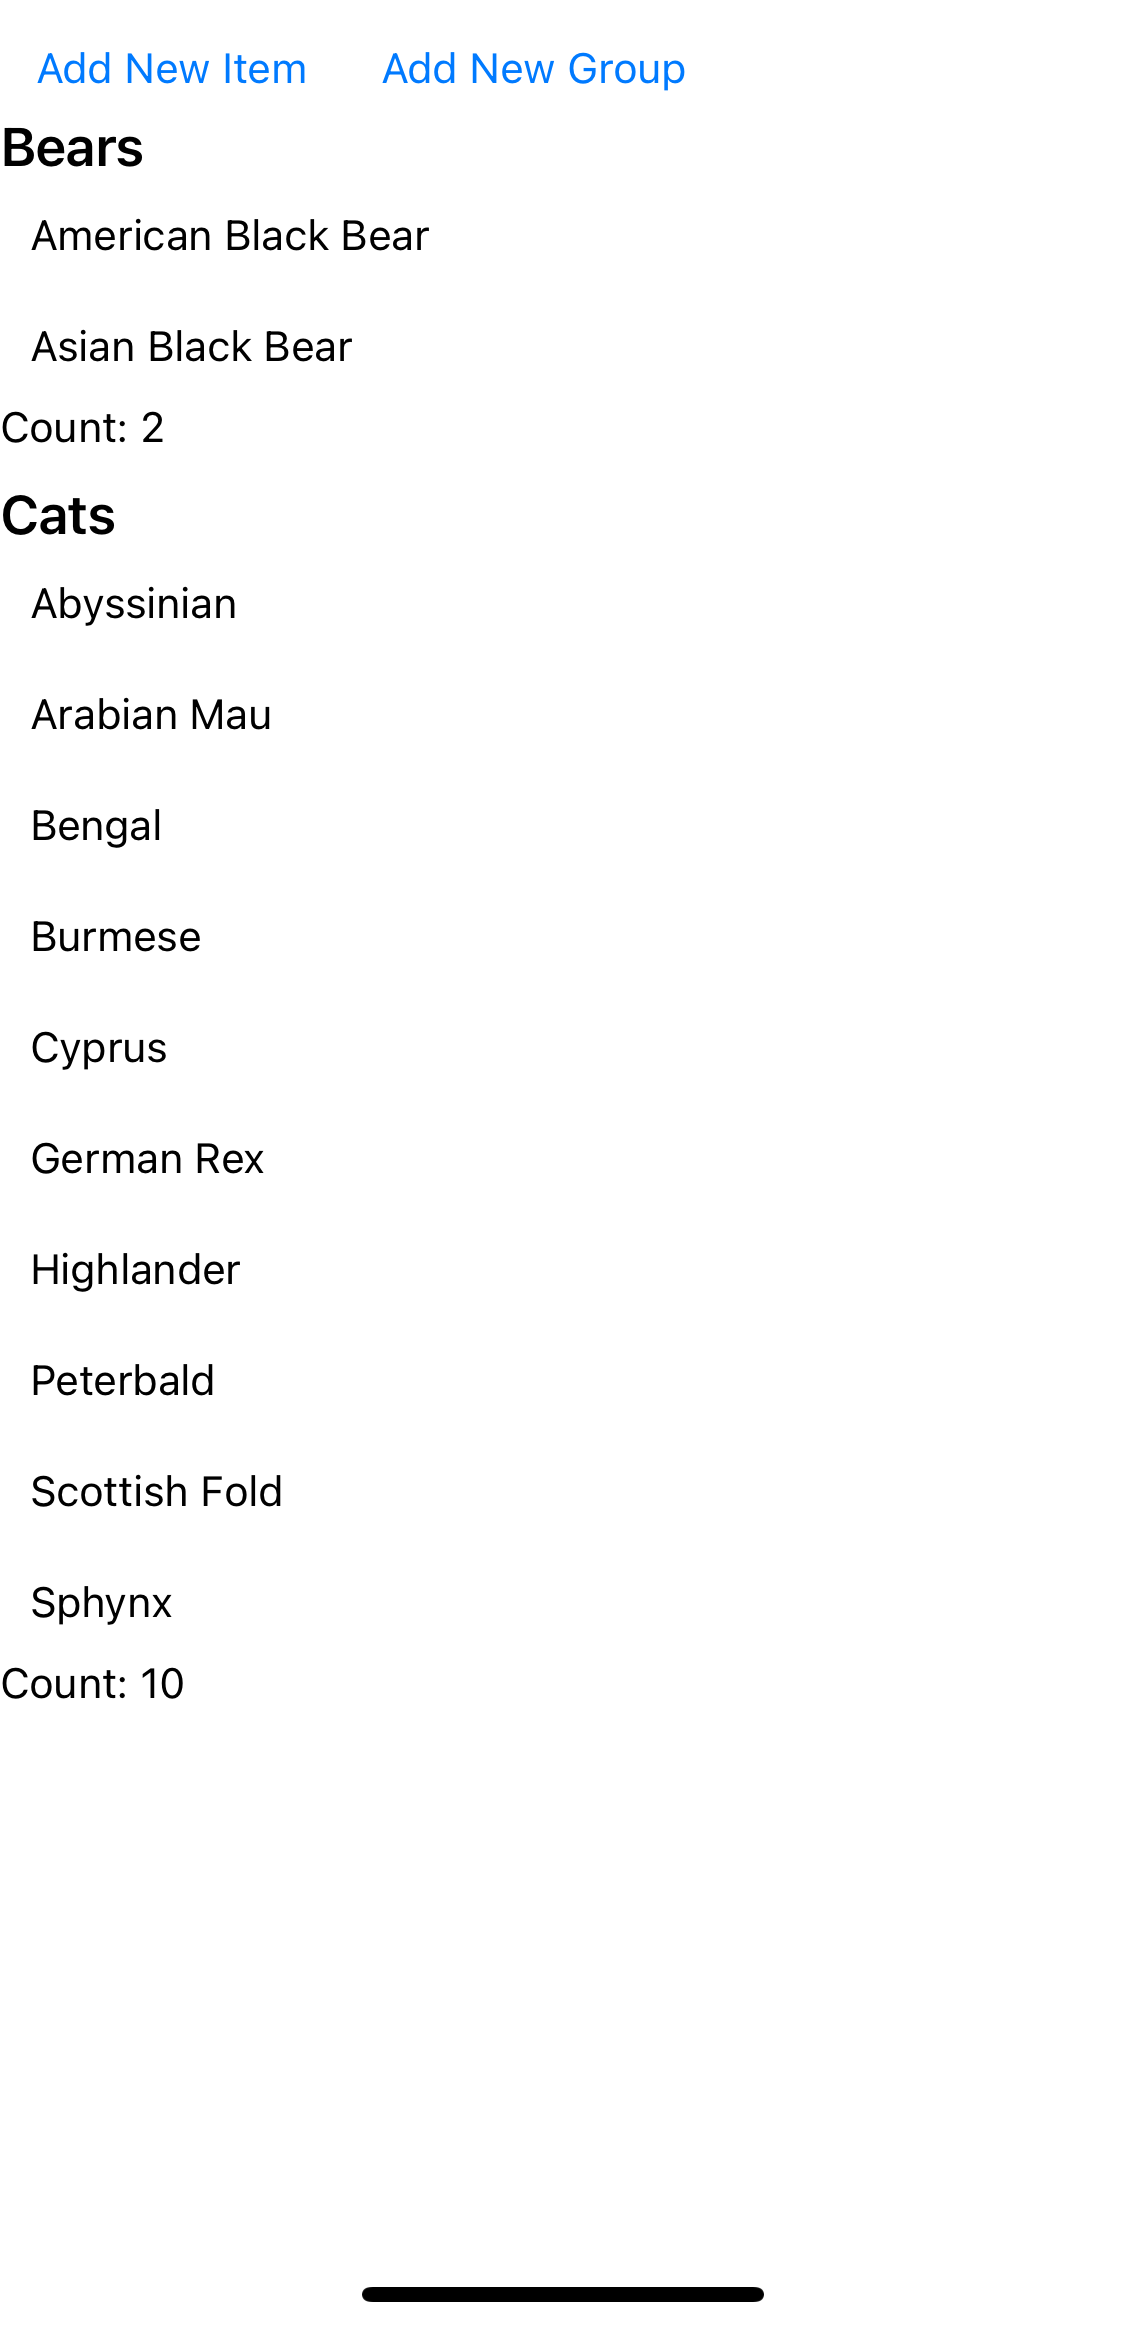 Add New Item Add New Group
Bears
American Black Bear
Asian Black Bear
Count: 2
Cats
Abyssinian
Arabian Mau
Bengal
Burmese
Cyprus
German Rex
Highlander
Peterbald
Scottish Fold
Sphynx
Count: 10